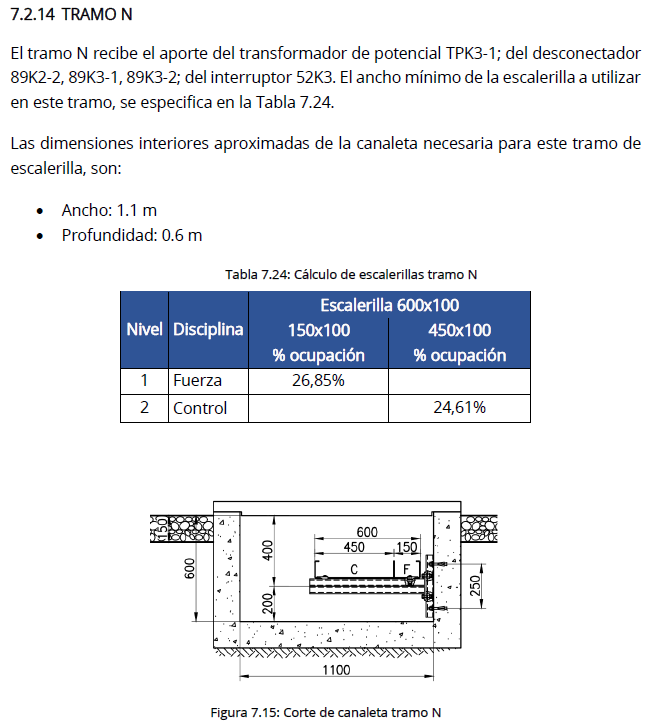 7.2.14 TRAMO N
El tramo N recibe el aporte del transformador de potencial TPK3-1; del desconectador
89K2-2, 89K3-1, 89K3-2; del interruptor 52K3. El ancho mínimo de la escalerilla a utilizar
en este tramo, se especifica en la Tabla 7.24.
Las dimensiones interiores aproximadas de la canaleta necesaria para este tramo de
escalerilla, son:
• Ancho: 1.1 m
• Profundidad: 0.6 m
Tabla 7.24: Cálculo de escalerillas tramo N
Escalerilla 600x100
Nivel Disciplina 150x100 450x100
% ocupación % ocupación
1 Fuerza 26,85%
2 Control 24,61%
150
600
400
200
600
450 150
C F
250
1100
Figura 7.15: Corte de canaleta tramo N